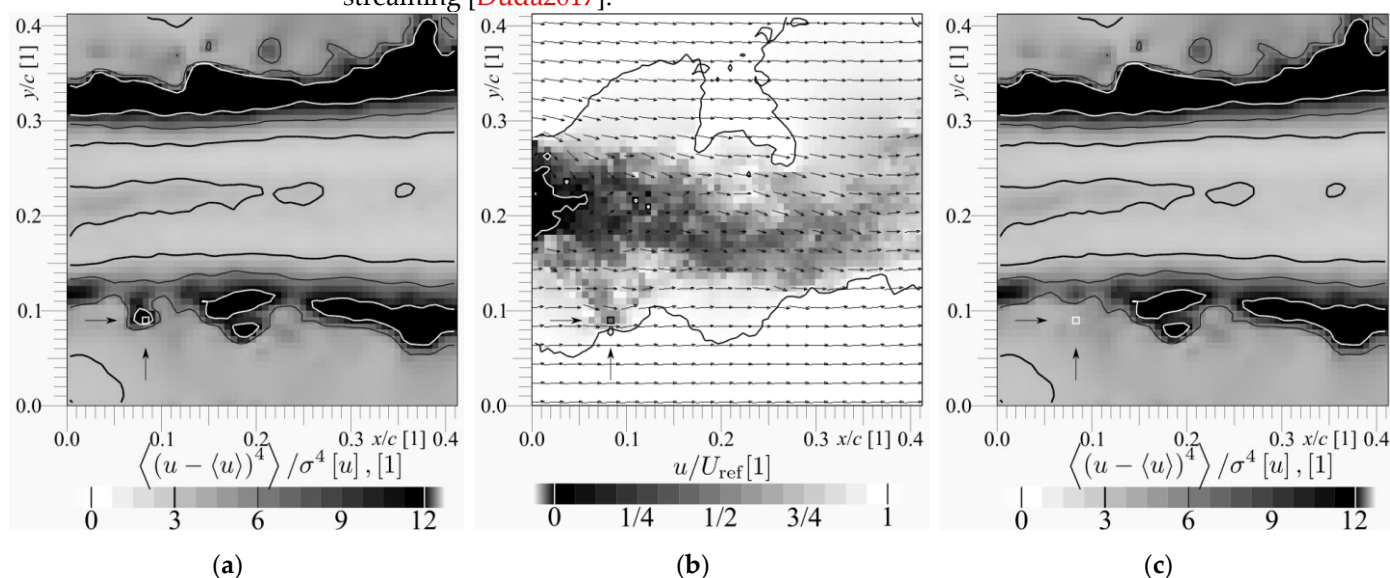 streaming [Duda2017].
0.4
y/c [1]
0.3
0.2
0.1
0.0
0.0 0.1 0.2 0.3 x/c [1] 0.4
⟨(u − ⟨u⟩)⁴⟩ /σ⁴ [u] , [1]
0 3 6 9 12
(a)
0.4
y/c [1]
0.3
0.2
0.1
0.0
0.0 0.1 0.2 0.3 x/c [1] 0.4
u/U_ref [1]
0 1/4 1/2 3/4 1
(b)
0.4
y/c [1]
0.3
0.2
0.1
0.0
0.0 0.1 0.2 0.3 x/c [1] 0.4
⟨(u − ⟨u⟩)⁴⟩ /σ⁴ [u] , [1]
0 3 6 9 12
(c)